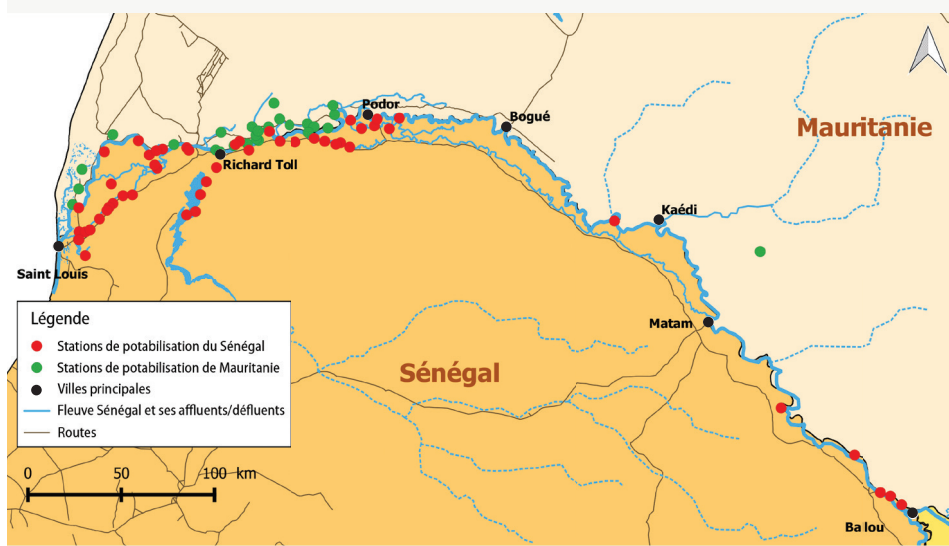 Podor
Bogué
Mauritanie
Richard Toll
Kaédi
Saint Louis
Matam
Sénégal
Légende
Stations de potabilisation du Sénégal
Stations de potabilisation de Mauritanie
Villes principales
Fleuve Sénégal et ses affluents/défluents
Routes
0 50 100 km
Ba lou